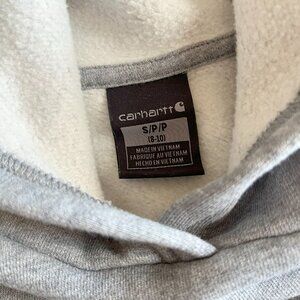 carhartt
S/P/P
(8-10)
MADE IN VIETNAM
FABRIQUÉ AU VIETNAM
HECHO EN VIETNAM